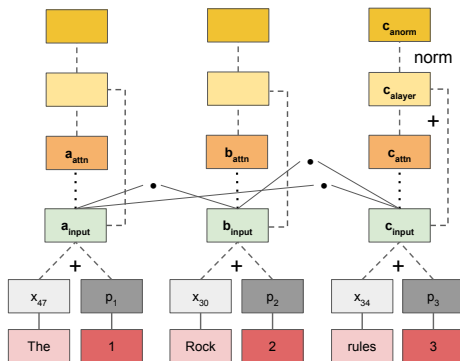 c_anorm
norm
c_alayer
+
a_attn b_attn c_attn
• • •
a_input b_input c_input
+ + +
x_47 p_1 x_30 p_2 x_34 p_3
The 1 Rock 2 rules 3